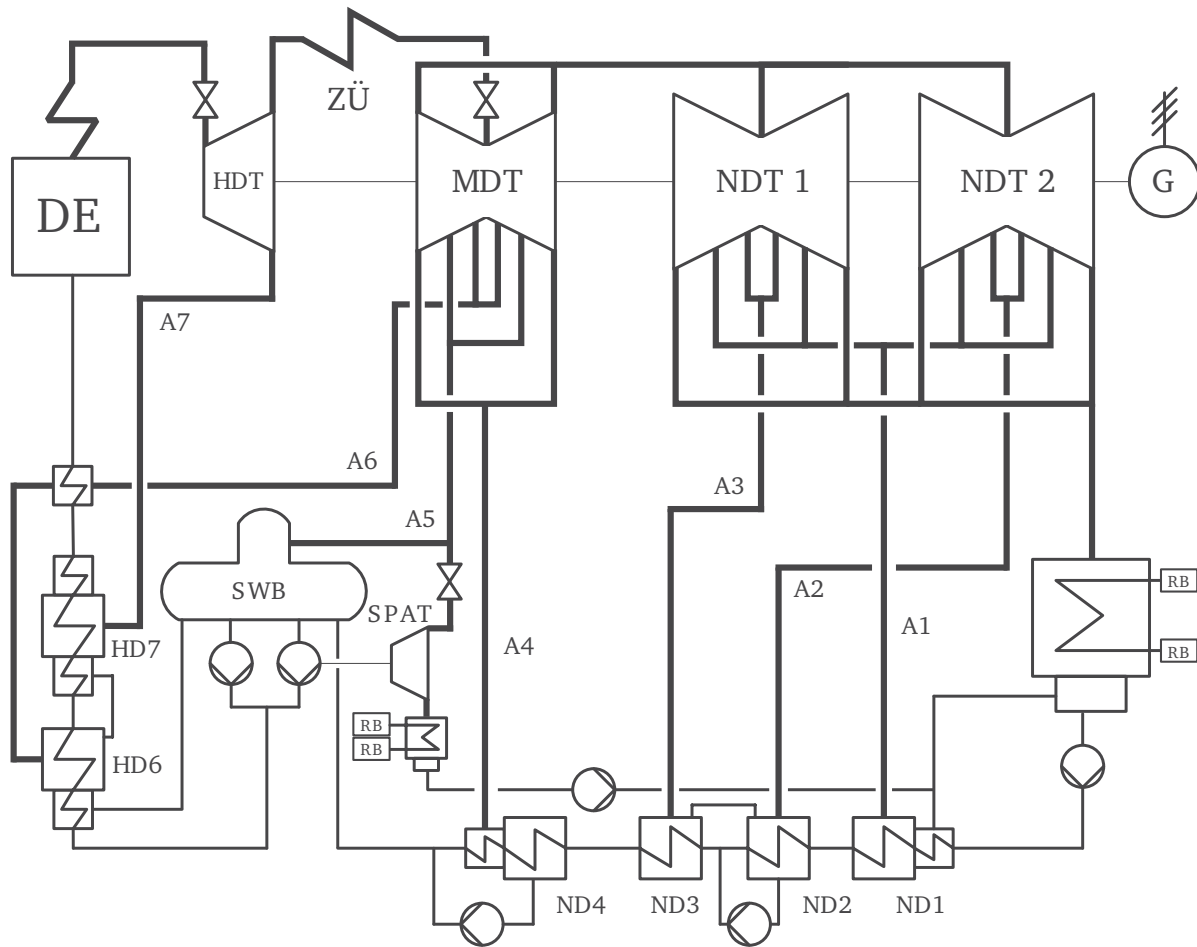 ZÜ
DE
HDT
MDT
NDT 1
NDT 2
G
A7
A6
A5
A3
A2
A1
A4
SWB
SPAT
HD7
HD6
RB
RB
RB
RB
ND4
ND3
ND2
ND1